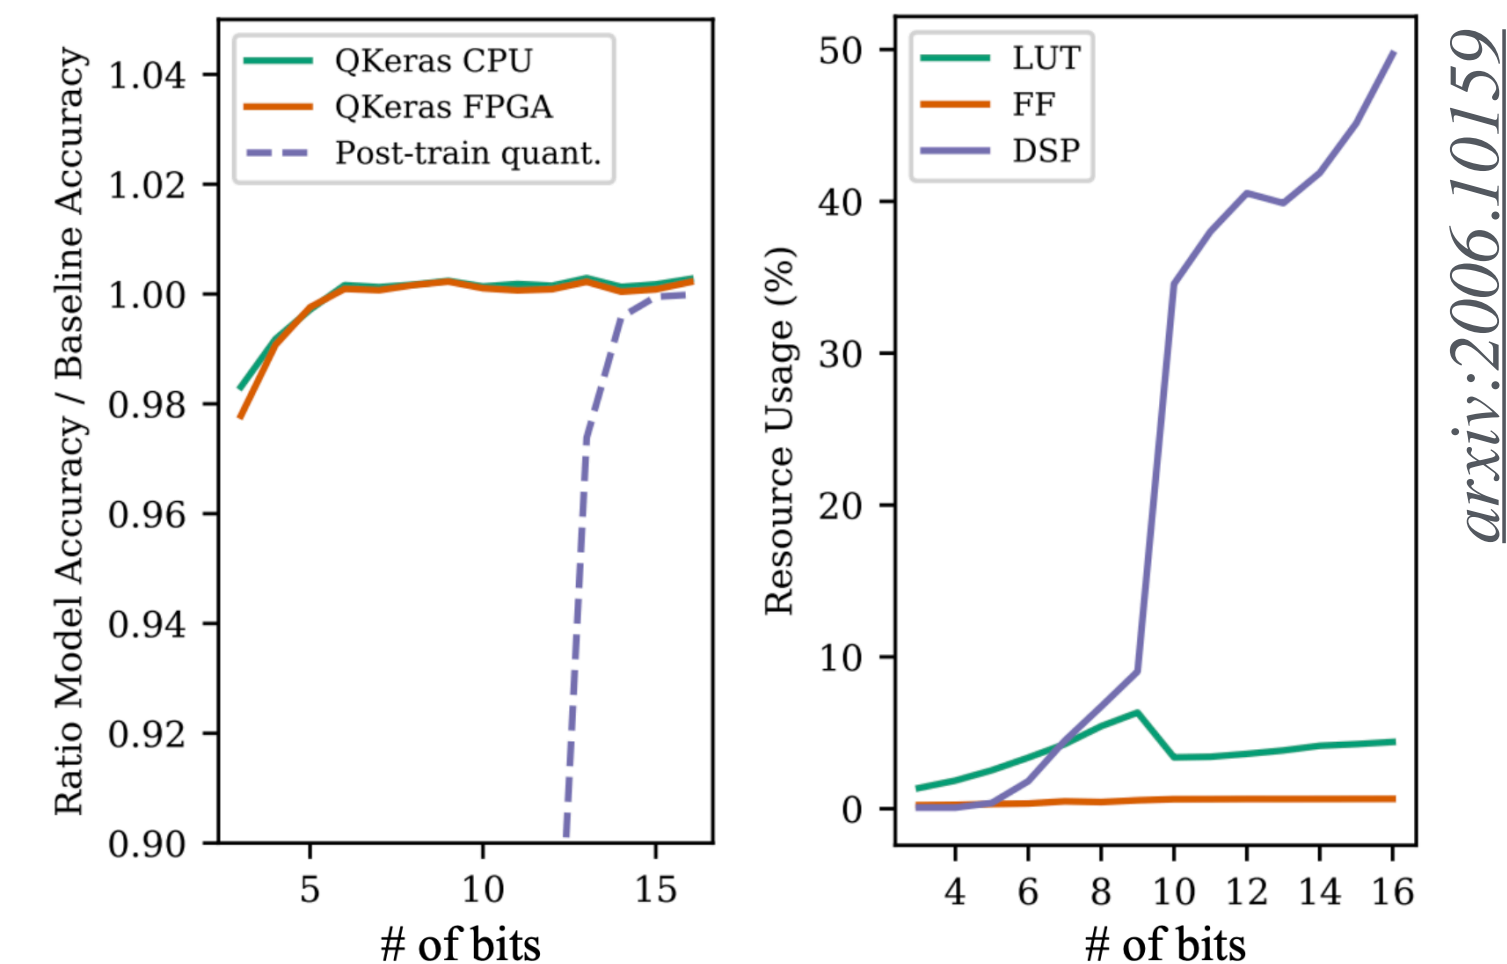 Ratio Model Accuracy / Baseline Accuracy
1.04
1.02
1.00
0.98
0.96
0.94
0.92
0.90
QKeras CPU
QKeras FPGA
Post-train quant.
5 10 15
# of bits
Resource Usage (%)
50
40
30
20
10
0
LUT
FF
DSP
4 6 8 10 12 14 16
# of bits
arxiv:2006.10159